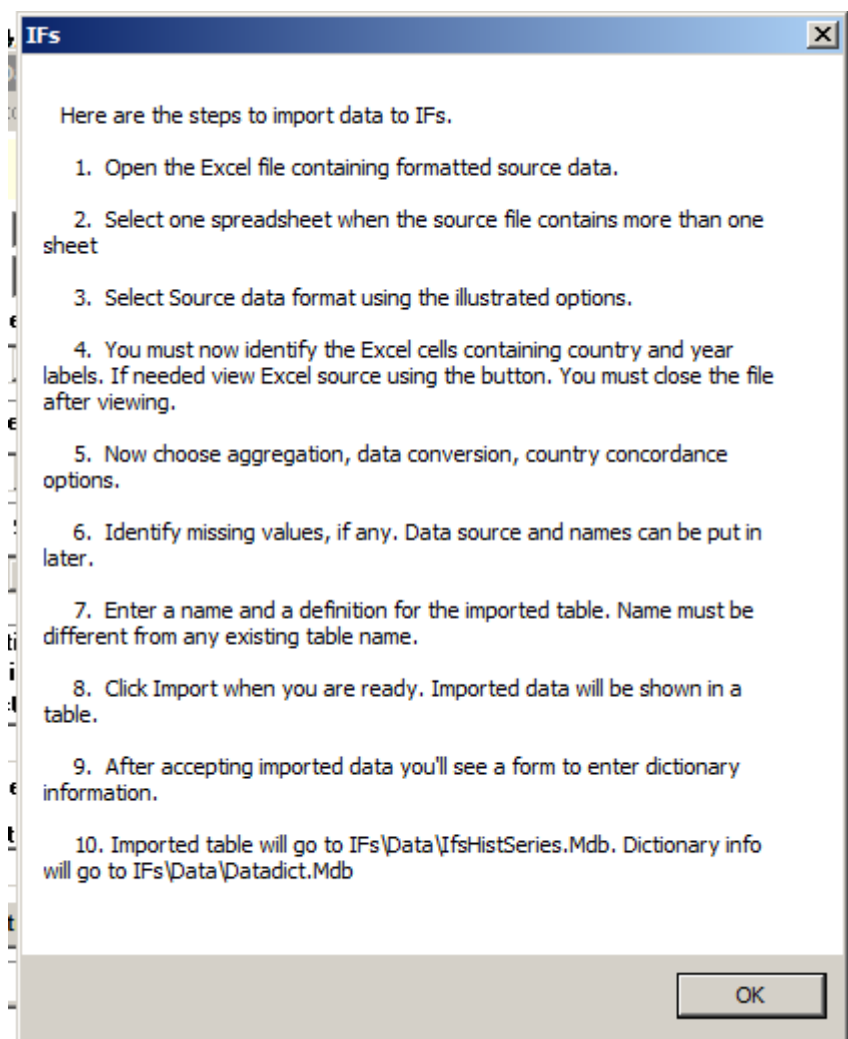 IFs
Here are the steps to import data to IFs.
1. Open the Excel file containing formatted source data.
2. Select one spreadsheet when the source file contains more than one
sheet
3. Select Source data format using the illustrated options.
4. You must now identify the Excel cells containing country and year
labels. If needed view Excel source using the button. You must close the file
after viewing.
5. Now choose aggregation, data conversion, country concordance
options.
6. Identify missing values, if any. Data source and names can be put in
later.
7. Enter a name and a definition for the imported table. Name must be
different from any existing table name.
8. Click Import when you are ready. Imported data will be shown in a
table.
9. After accepting imported data you'll see a form to enter dictionary
information.
10. Imported table will go to IFs\Data\IfsHistSeries.Mdb. Dictionary info
will go to IFs\Data\Datadict.Mdb
OK